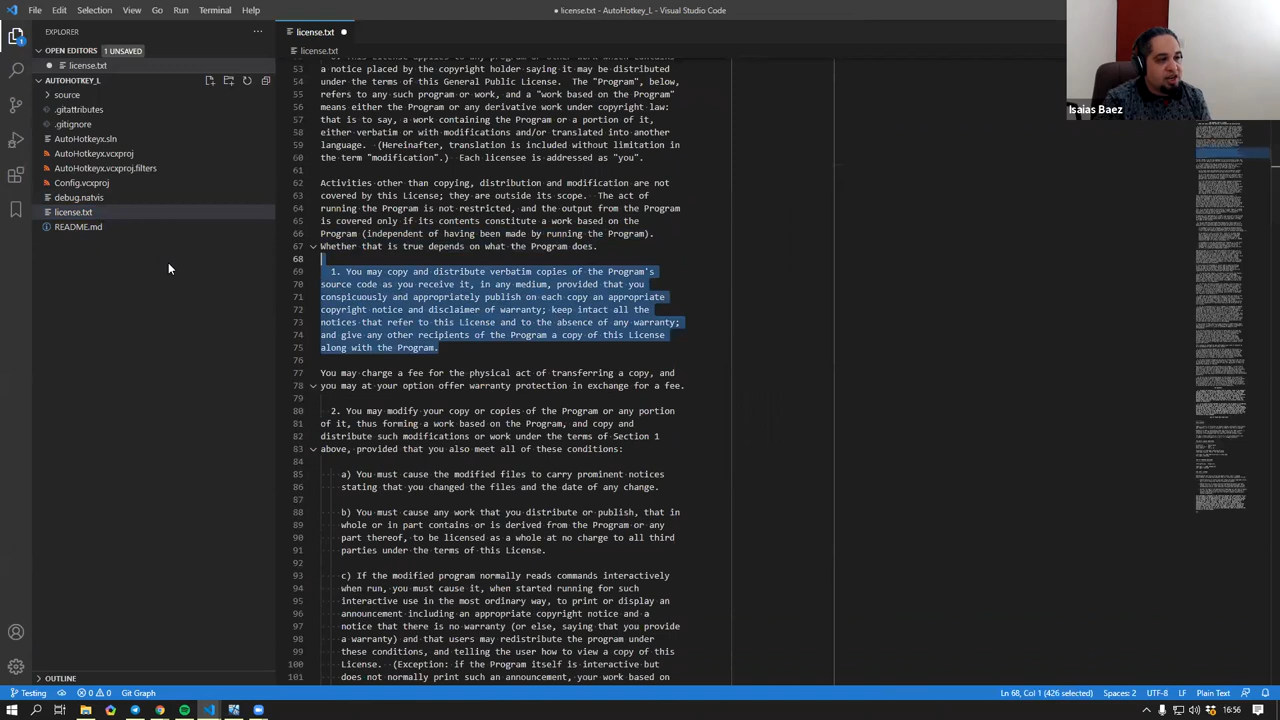 File Edit Selection View Go Run Terminal Help
● license.txt - AutoHotkey_L - Visual Studio Code
EXPLORER
OPEN EDITORS 1 UNSAVED
license.txt
AUTOHOTKEY_L
source
.gitattributes
.gitignore
AutoHotkeyx.sln
AutoHotkeyx.vcxproj
AutoHotkeyx.vcxproj.filters
Config.vcxproj
debug.natvis
license.txt
README.md
OUTLINE
license.txt
license.txt
53 a notice placed by the copyright holder saying it may be distributed
54 under the terms of this General Public License. The "Program", below,
55 refers to any such program or work, and a "work based on the Program"
56 means either the Program or any derivative work under copyright law:
57 that is to say, a work containing the Program or a portion of it,
58 either verbatim or with modifications and/or translated into another
59 language. (Hereinafter, translation is included without limitation in
60 the term "modification".) Each licensee is addressed as "you".
61
62 Activities other than copying, distribution and modification are not
63 covered by this License; they are outside its scope. The act of
64 running the Program is not restricted, and the output from the Program
65 is covered only if its contents constitute a work based on the
66 Program (independent of having been made by running the Program).
67 Whether that is true depends on what the Program does.
68
69 1. You may copy and distribute verbatim copies of the Program's
70 source code as you receive it, in any medium, provided that you
71 conspicuously and appropriately publish on each copy an appropriate
72 copyright notice and disclaimer of warranty; keep intact all the
73 notices that refer to this License and to the absence of any warranty;
74 and give any other recipients of the Program a copy of this License
75 along with the Program.
76
77 You may charge a fee for the physical act of transferring a copy, and
78 you may at your option offer warranty protection in exchange for a fee.
79
80 2. You may modify your copy or copies of the Program or any portion
81 of it, thus forming a work based on the Program, and copy and
82 distribute such modifications or work under the terms of Section 1
83 above, provided that you also meet all of these conditions:
84
85 a) You must cause the modified files to carry prominent notices
86 stating that you changed the files and the date of any change.
87
88 b) You must cause any work that you distribute or publish, that in
89 whole or in part contains or is derived from the Program or any
90 part thereof, to be licensed as a whole at no charge to all third
91 parties under the terms of this License.
92
93 c) If the modified program normally reads commands interactively
94 when run, you must cause it, when started running for such
95 interactive use in the most ordinary way, to print or display an
96 announcement including an appropriate copyright notice and a
97 notice that there is no warranty (or else, saying that you provide
98 a warranty) and that users may redistribute the program under
99 these conditions, and telling the user how to view a copy of this
100 License. (Exception: if the Program itself is interactive but
101 does not normally print such an announcement, your work based on
Isaias Baez
Testing 0 0 Git Graph
Ln 68, Col 1 (426 selected) Spaces: 2 UTF-8 LF Plain Text
16:56